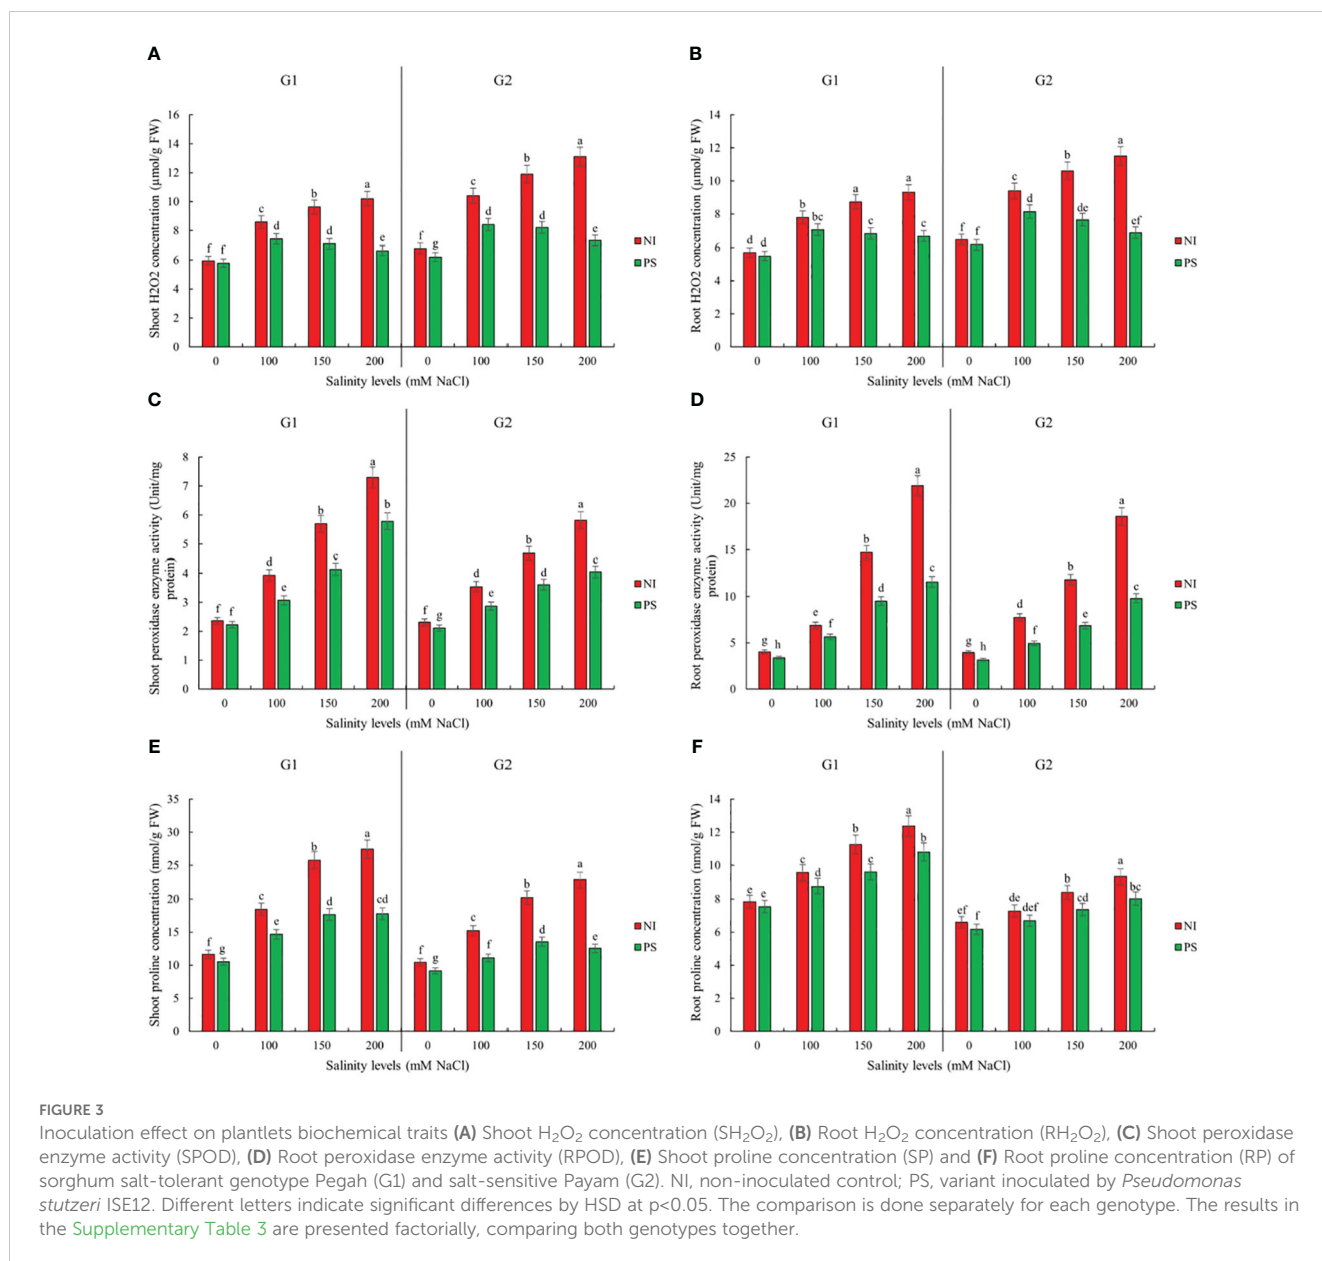 A
G1
G2
Shoot H2O2 concentration (µmol/g FW)
16
14
12
10
8
6
4
2
0
f f c d b d a e
f g c d b d a e
0 100 150 200 0 100 150 200
Salinity levels (mM NaCl)
NI
PS
B
G1
G2
Root H2O2 concentration (µmol/g FW)
14
12
10
8
6
4
2
0
d d b bc a c a c
f f c d b de a ef
0 100 150 200 0 100 150 200
Salinity levels (mM NaCl)
NI
PS
C
G1
G2
Shoot peroxidase enzyme activity (Unit/mg
protein)
8
7
6
5
4
3
2
1
0
f f d e b c a b
f g d e b c a c
0 100 150 200 0 100 150 200
Salinity levels (mM NaCl)
NI
PS
D
G1
G2
Root peroxidase enzyme activity (Unit/mg
protein)
25
20
15
10
5
0
g h e f b d a c
g h d f b e a c
0 100 150 200 0 100 150 200
Salinity levels (mM NaCl)
NI
PS
E
G1
G2
Shoot proline concentration (nmol/g FW)
35
30
25
20
15
10
5
0
f g c e b d a cd
f g c f b d a e
0 100 150 200 0 100 150 200
Salinity levels (mM NaCl)
NI
PS
F
G1
G2
Root proline concentration (nmol/g FW)
14
12
10
8
6
4
2
0
e e c d b c a b
ef f de def b cd a bc
0 100 150 200 0 100 150 200
Salinity levels (mM NaCl)
NI
PS
FIGURE 3
Inoculation effect on plantlets biochemical traits (A) Shoot H₂O₂ concentration (SH₂O₂), (B) Root H₂O₂ concentration (RH₂O₂), (C) Shoot peroxidase
enzyme activity (SPOD), (D) Root peroxidase enzyme activity (RPOD), (E) Shoot proline concentration (SP) and (F) Root proline concentration (RP) of
sorghum salt-tolerant genotype Pegah (G1) and salt-sensitive Payam (G2). NI, non-inoculated control; PS, variant inoculated by Pseudomonas
stutzeri ISE12. Different letters indicate significant differences by HSD at p<0.05. The comparison is done separately for each genotype. The results in
the Supplementary Table 3 are presented factorially, comparing both genotypes together.